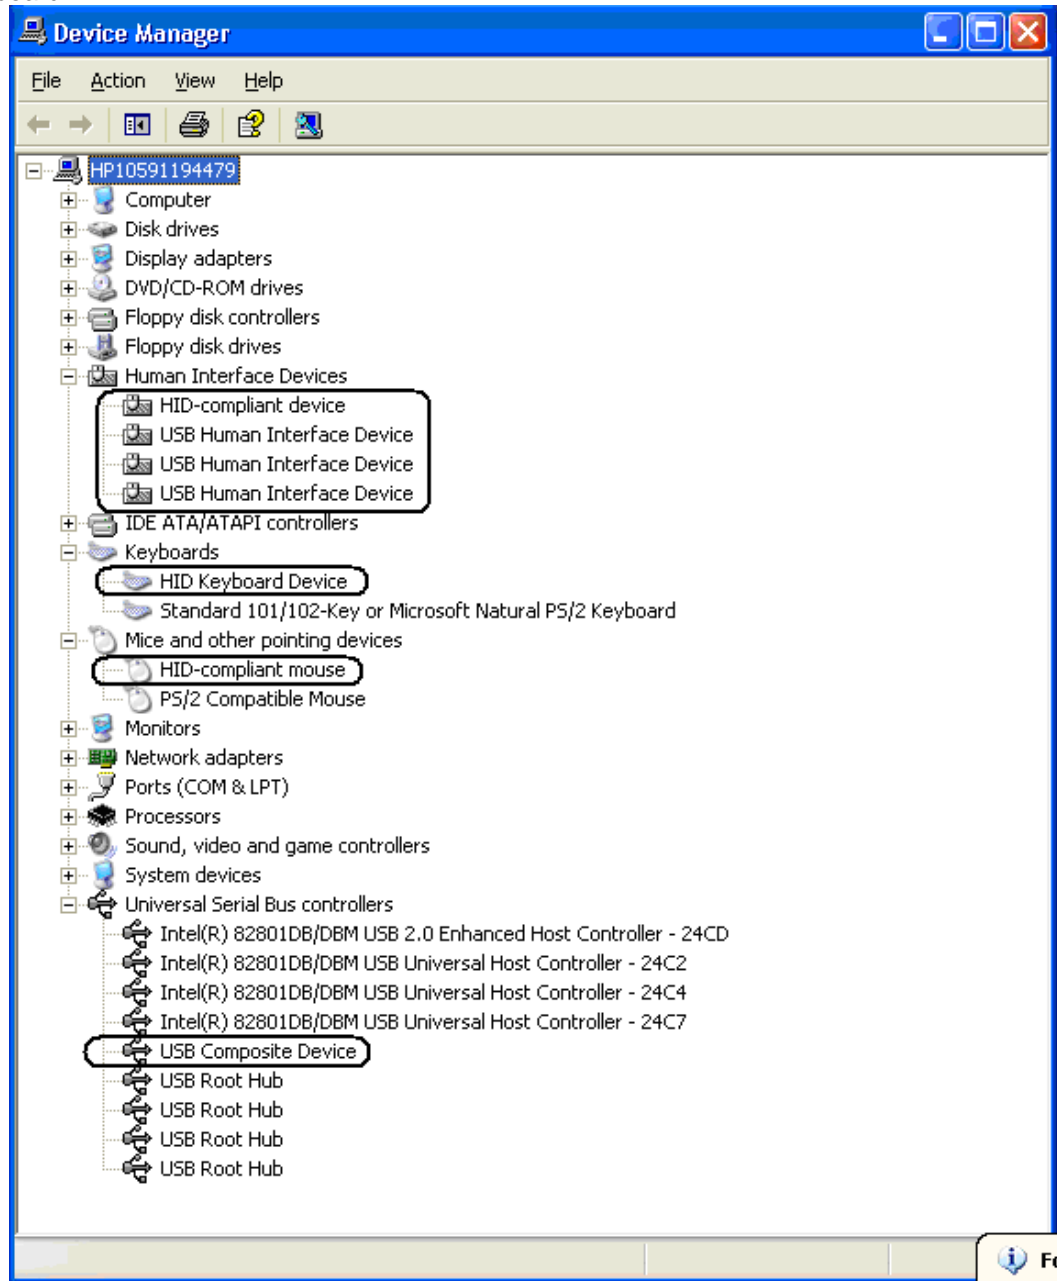 Device Manager
File Action View Help
HP10591194479
Computer
Disk drives
Display adapters
DVD/CD-ROM drives
Floppy disk controllers
Floppy disk drives
Human Interface Devices
HID-compliant device
USB Human Interface Device
USB Human Interface Device
USB Human Interface Device
IDE ATA/ATAPI controllers
Keyboards
HID Keyboard Device
Standard 101/102-Key or Microsoft Natural PS/2 Keyboard
Mice and other pointing devices
HID-compliant mouse
PS/2 Compatible Mouse
Monitors
Network adapters
Ports (COM & LPT)
Processors
Sound, video and game controllers
System devices
Universal Serial Bus controllers
Intel(R) 82801DB/DBM USB 2.0 Enhanced Host Controller - 24CD
Intel(R) 82801DB/DBM USB Universal Host Controller - 24C2
Intel(R) 82801DB/DBM USB Universal Host Controller - 24C4
Intel(R) 82801DB/DBM USB Universal Host Controller - 24C7
USB Composite Device
USB Root Hub
USB Root Hub
USB Root Hub
USB Root Hub